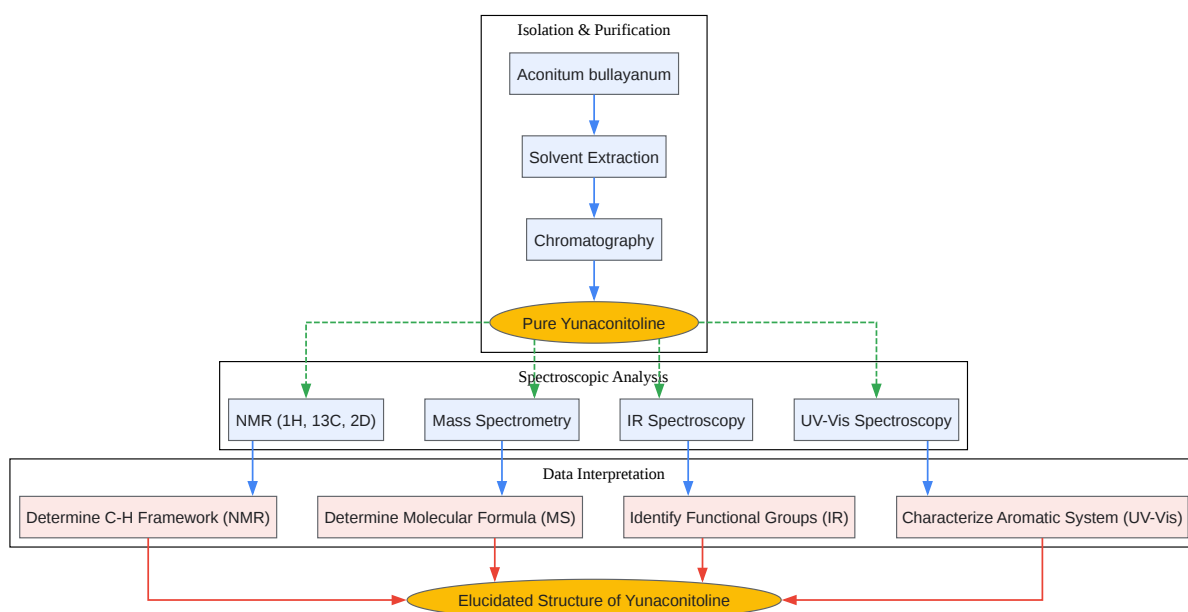 Isolation & Purification
Aconitum bullayanum
Solvent Extraction
Chromatography
Pure Yunaconitoline
Spectroscopic Analysis
NMR (1H, 13C, 2D)
Mass Spectrometry
IR Spectroscopy
UV-Vis Spectroscopy
Data Interpretation
Determine C-H Framework (NMR)
Determine Molecular Formula (MS)
Identify Functional Groups (IR)
Characterize Aromatic System (UV-Vis)
Elucidated Structure of Yunaconitoline